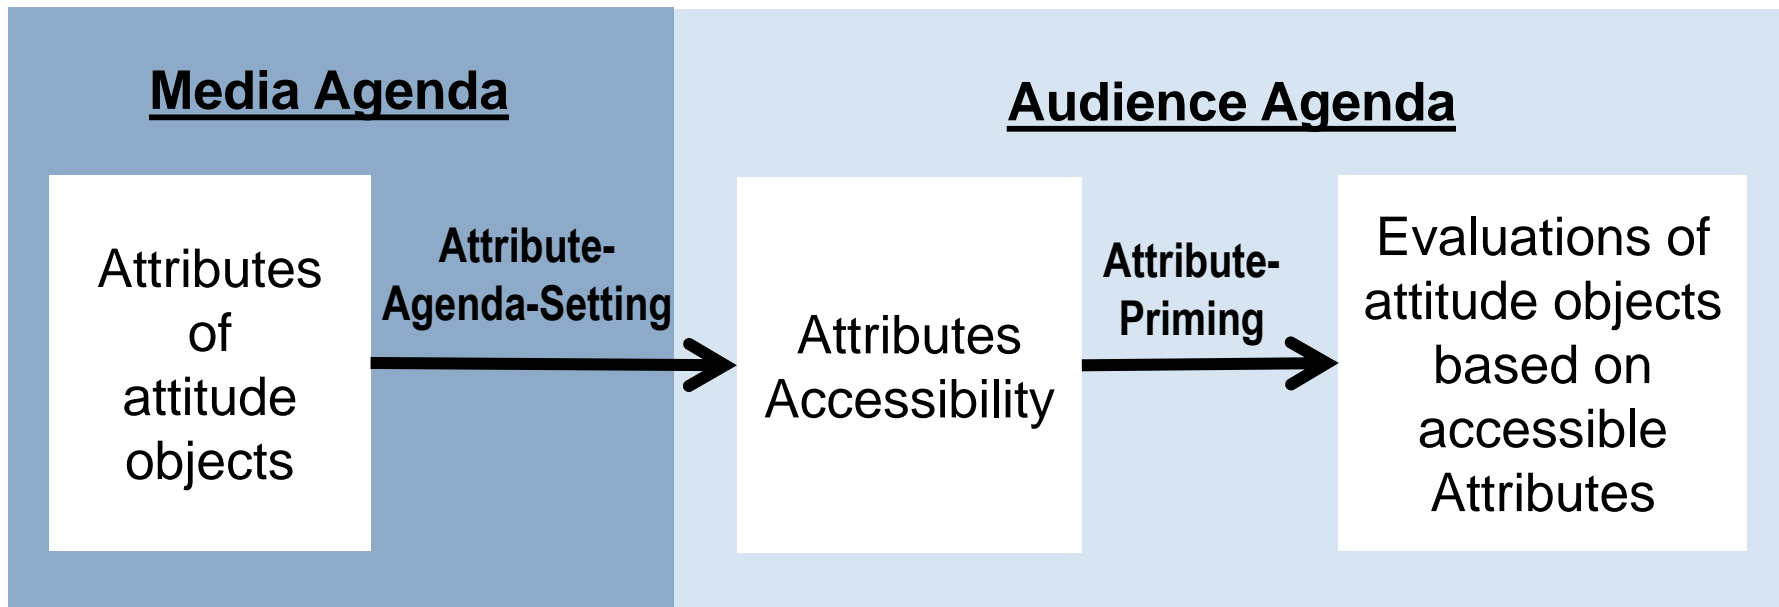 Media Agenda
Audience Agenda
Attributes
of
attitude
objects
Attribute-
Agenda-Setting
Attributes
Accessibility
Attribute-
Priming
Evaluations of
attitude objects
based on
accessible
Attributes